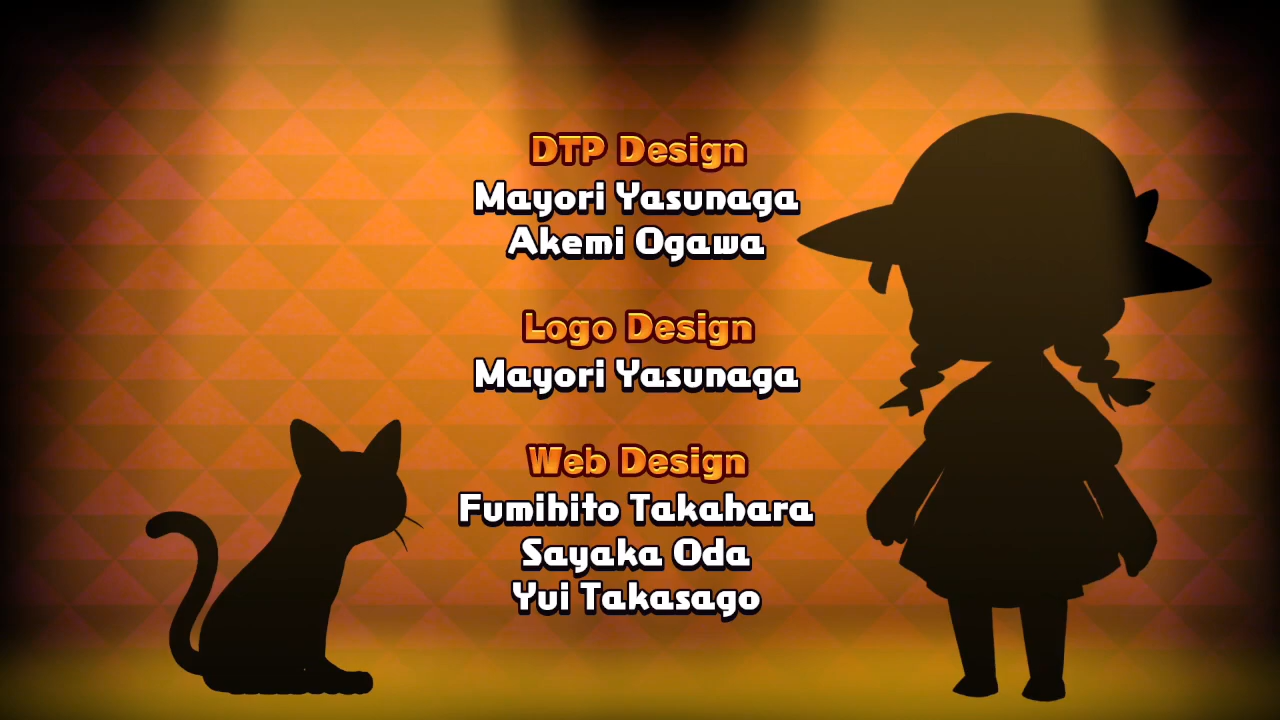 DTP Design
Mayori Yasunaga
Akemi Ogawa
Logo Design
Mayori Yasunaga
Web Design
Fumihito Takahara
Sayaka Oda
Yui Takasago